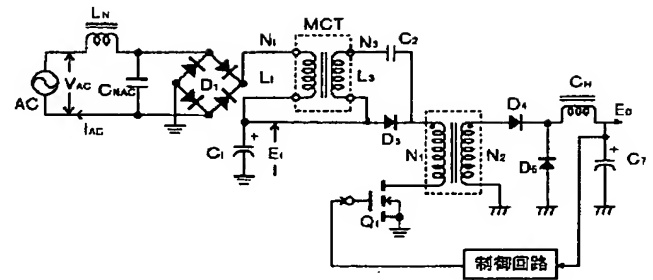 LN
MCT
N1
N3
C2
VAC
CNAC
D1
L1
L3
CH
AC
D4
EO
IAC
+
D3
N1
N2
C1
E1
D5
+
C7
Q1
制御回路